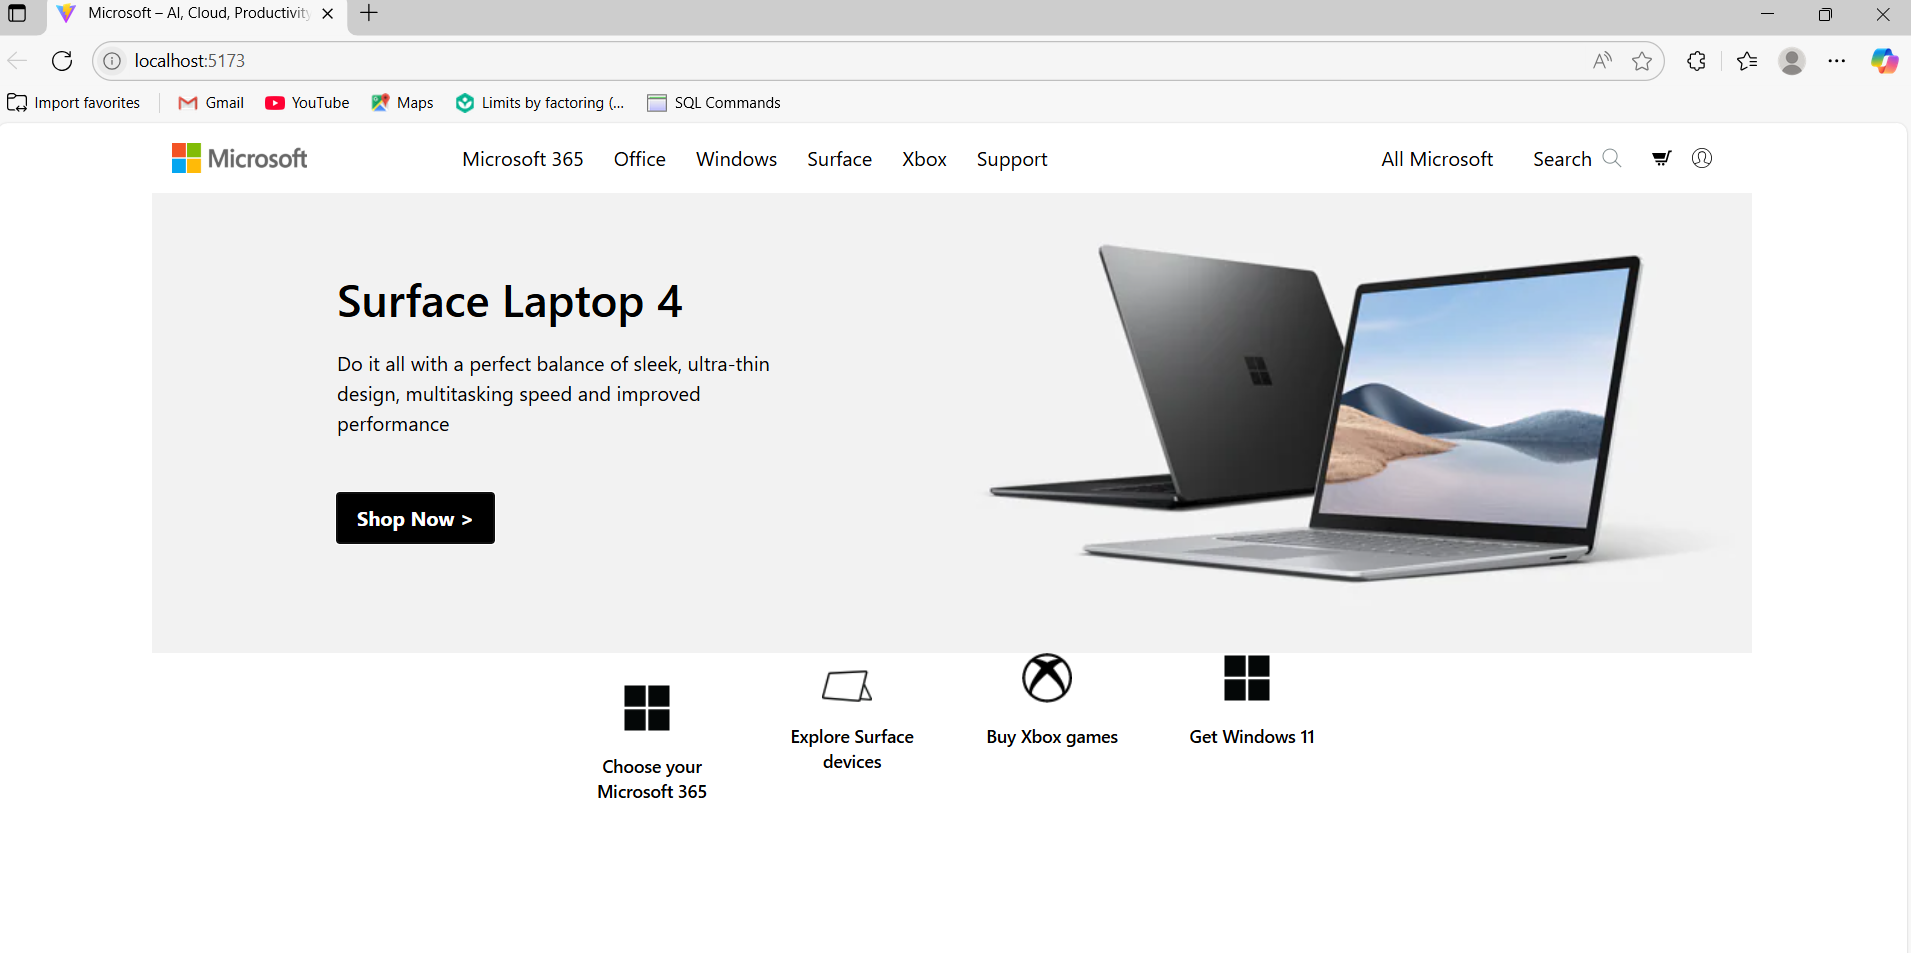 Microsoft – AI, Cloud, Productivity
localhost:5173
Import favorites Gmail YouTube Maps Limits by factoring (... SQL Commands
Microsoft Microsoft 365 Office Windows Surface Xbox Support All Microsoft Search
Surface Laptop 4
Do it all with a perfect balance of sleek, ultra-thin
design, multitasking speed and improved
performance
Shop Now >
Choose your
Microsoft 365
Explore Surface
devices
Buy Xbox games
Get Windows 11